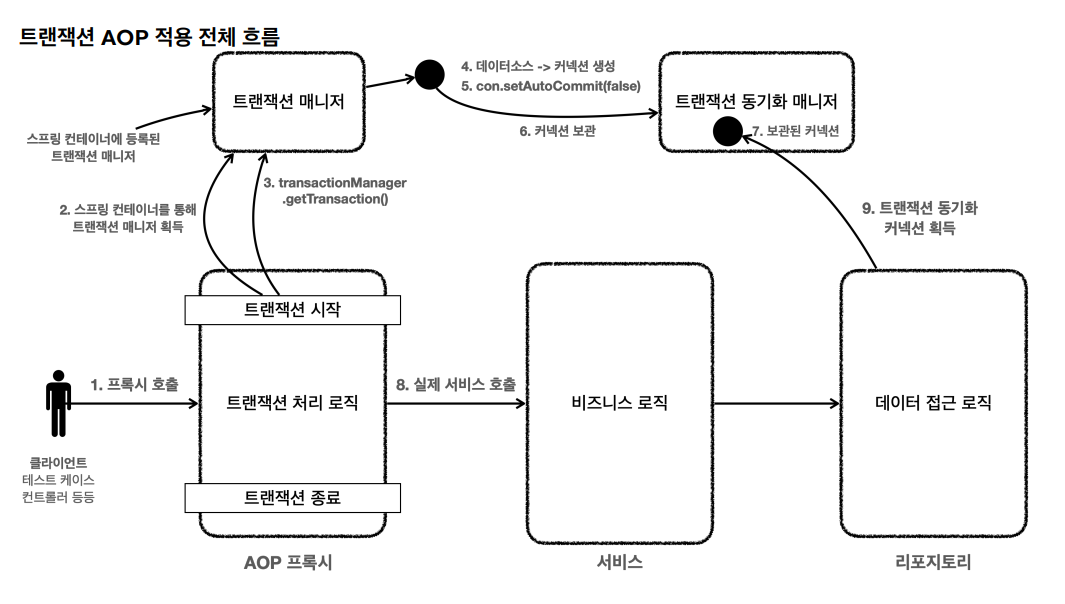 트랜잭션 AOP 적용 전체 흐름
트랜잭션 매니저
4. 데이터소스 -> 커넥션 생성
5. con.setAutoCommit(false)
6. 커넥션 보관
트랜잭션 동기화 매니저
7. 보관된 커넥션
스프링 컨테이너에 등록된
트랜잭션 매니저
2. 스프링 컨테이너를 통해
트랜잭션 매니저 획득
3. transactionManager
.getTransaction()
9. 트랜잭션 동기화
커넥션 획득
트랜잭션 시작
1. 프록시 호출
트랜잭션 처리 로직
8. 실제 서비스 호출
비즈니스 로직
데이터 접근 로직
클라이언트
테스트 케이스
컨트롤러 등등
트랜잭션 종료
AOP 프록시
서비스
리포지토리